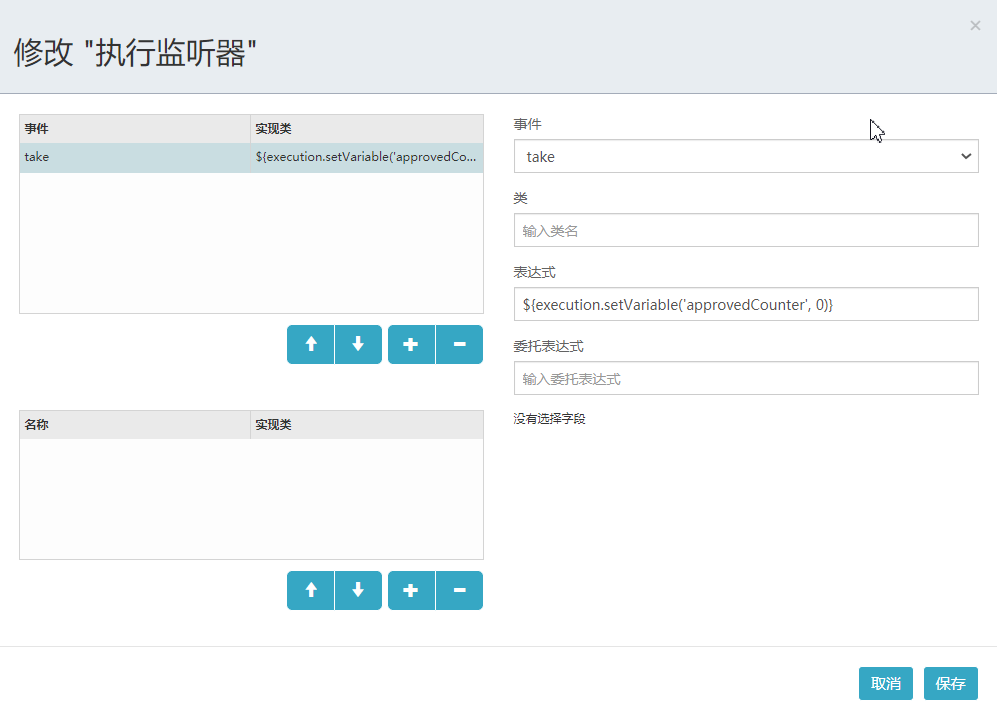 修改 "执行监听器"
×
事件 实现类
take ${execution.setVariable('approvedCo...
名称 实现类
事件
take
类
输入类名
表达式
${execution.setVariable('approvedCounter', 0)}
委托表达式
输入委托表达式
没有选择字段
取消 保存